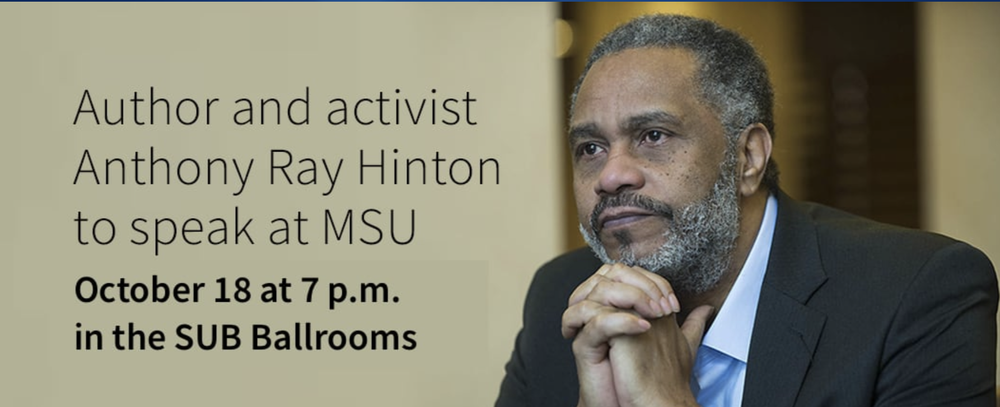 Author and activist
Anthony Ray Hinton
to speak at MSU
October 18 at 7 p.m.
in the SUB Ballrooms